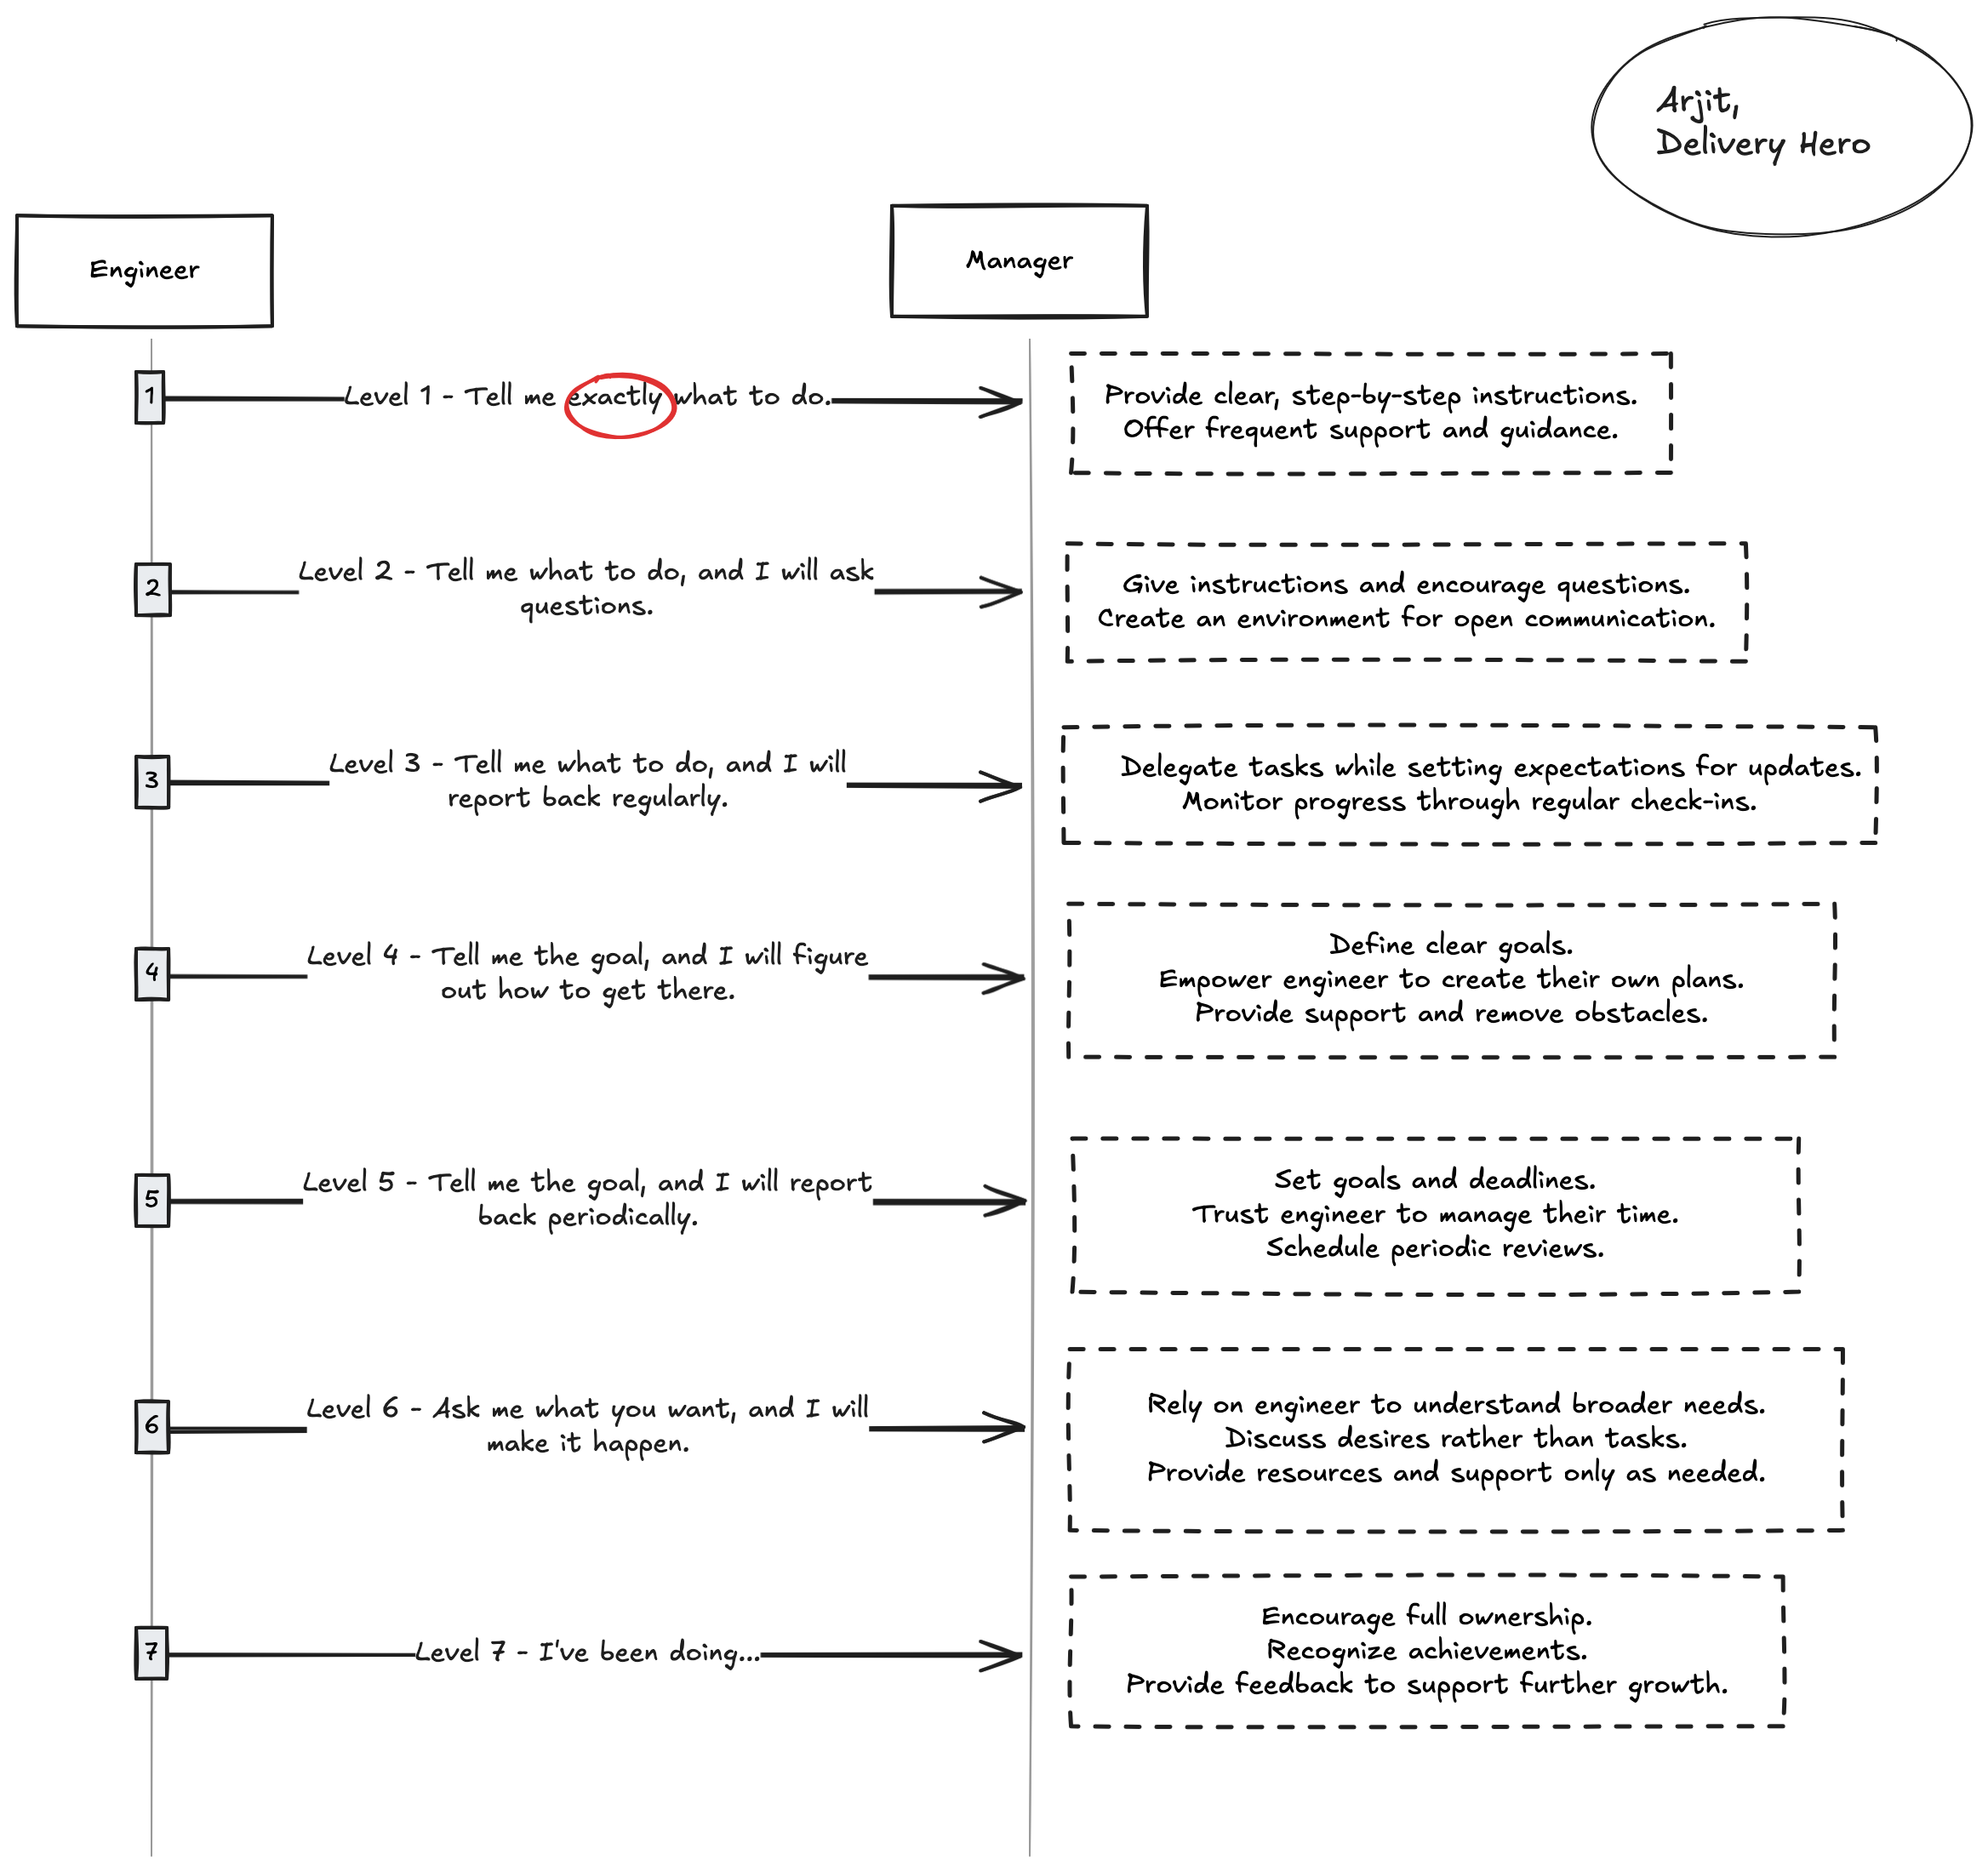 Arjit,
Delivery Hero
Engineer
Manager
1
Level 1 - Tell me exactly what to do.
Provide clear, step-by-step instructions.
Offer frequent support and guidance.
2
Level 2 - Tell me what to do, and I will ask
questions.
Give instructions and encourage questions.
Create an environment for open communication.
3
Level 3 - Tell me what to do, and I will
report back regularly.
Delegate tasks while setting expectations for updates.
Monitor progress through regular check-ins.
4
Level 4 - Tell me the goal, and I will figure
out how to get there.
Define clear goals.
Empower engineer to create their own plans.
Provide support and remove obstacles.
5
Level 5 - Tell me the goal, and I will report
back periodically.
Set goals and deadlines.
Trust engineer to manage their time.
Schedule periodic reviews.
6
Level 6 - Ask me what you want, and I will
make it happen.
Rely on engineer to understand broader needs.
Discuss desires rather than tasks.
Provide resources and support only as needed.
7
Level 7 - I've been doing...
Encourage full ownership.
Recognize achievements.
Provide feedback to support further growth.